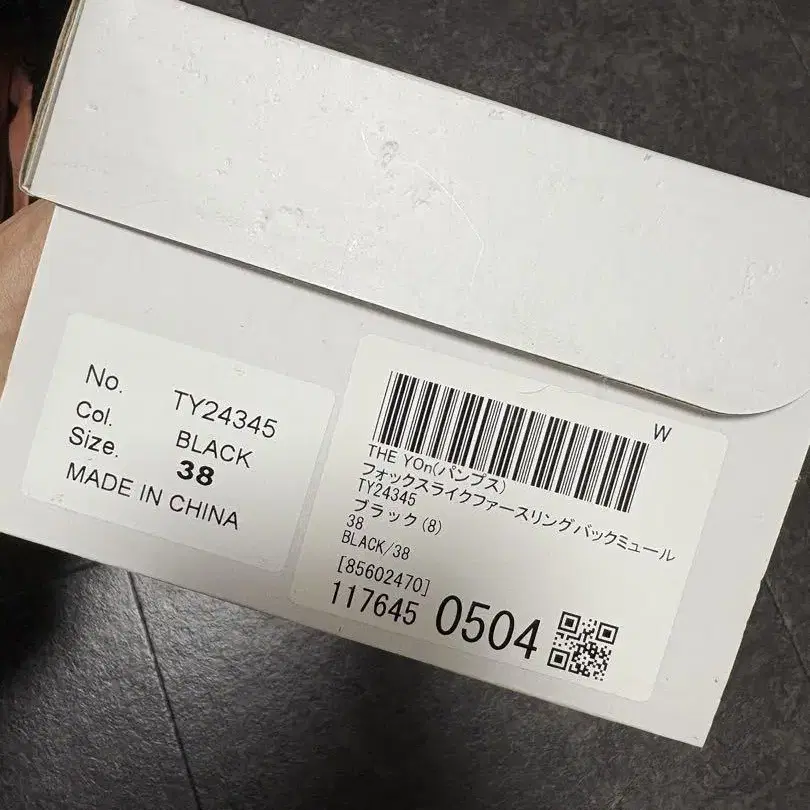 No. TY24345
Col. BLACK
Size. 38
MADE IN CHINA
W
THE YOn(パンプス)
フォックスライクファースリングバックミュール
TY24345
ブラック(8)
38
BLACK/38
[85602470]
117645 0504